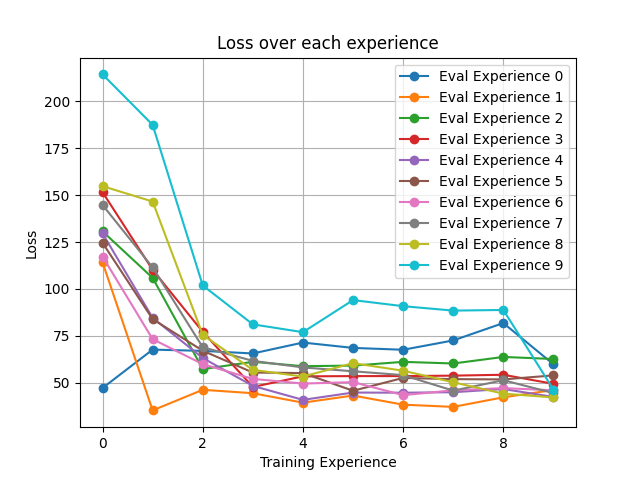 Loss over each experience
Loss
200
175
150
125
100
75
50
0
2
4
6
8
Training Experience
Eval Experience 0
Eval Experience 1
Eval Experience 2
Eval Experience 3
Eval Experience 4
Eval Experience 5
Eval Experience 6
Eval Experience 7
Eval Experience 8
Eval Experience 9